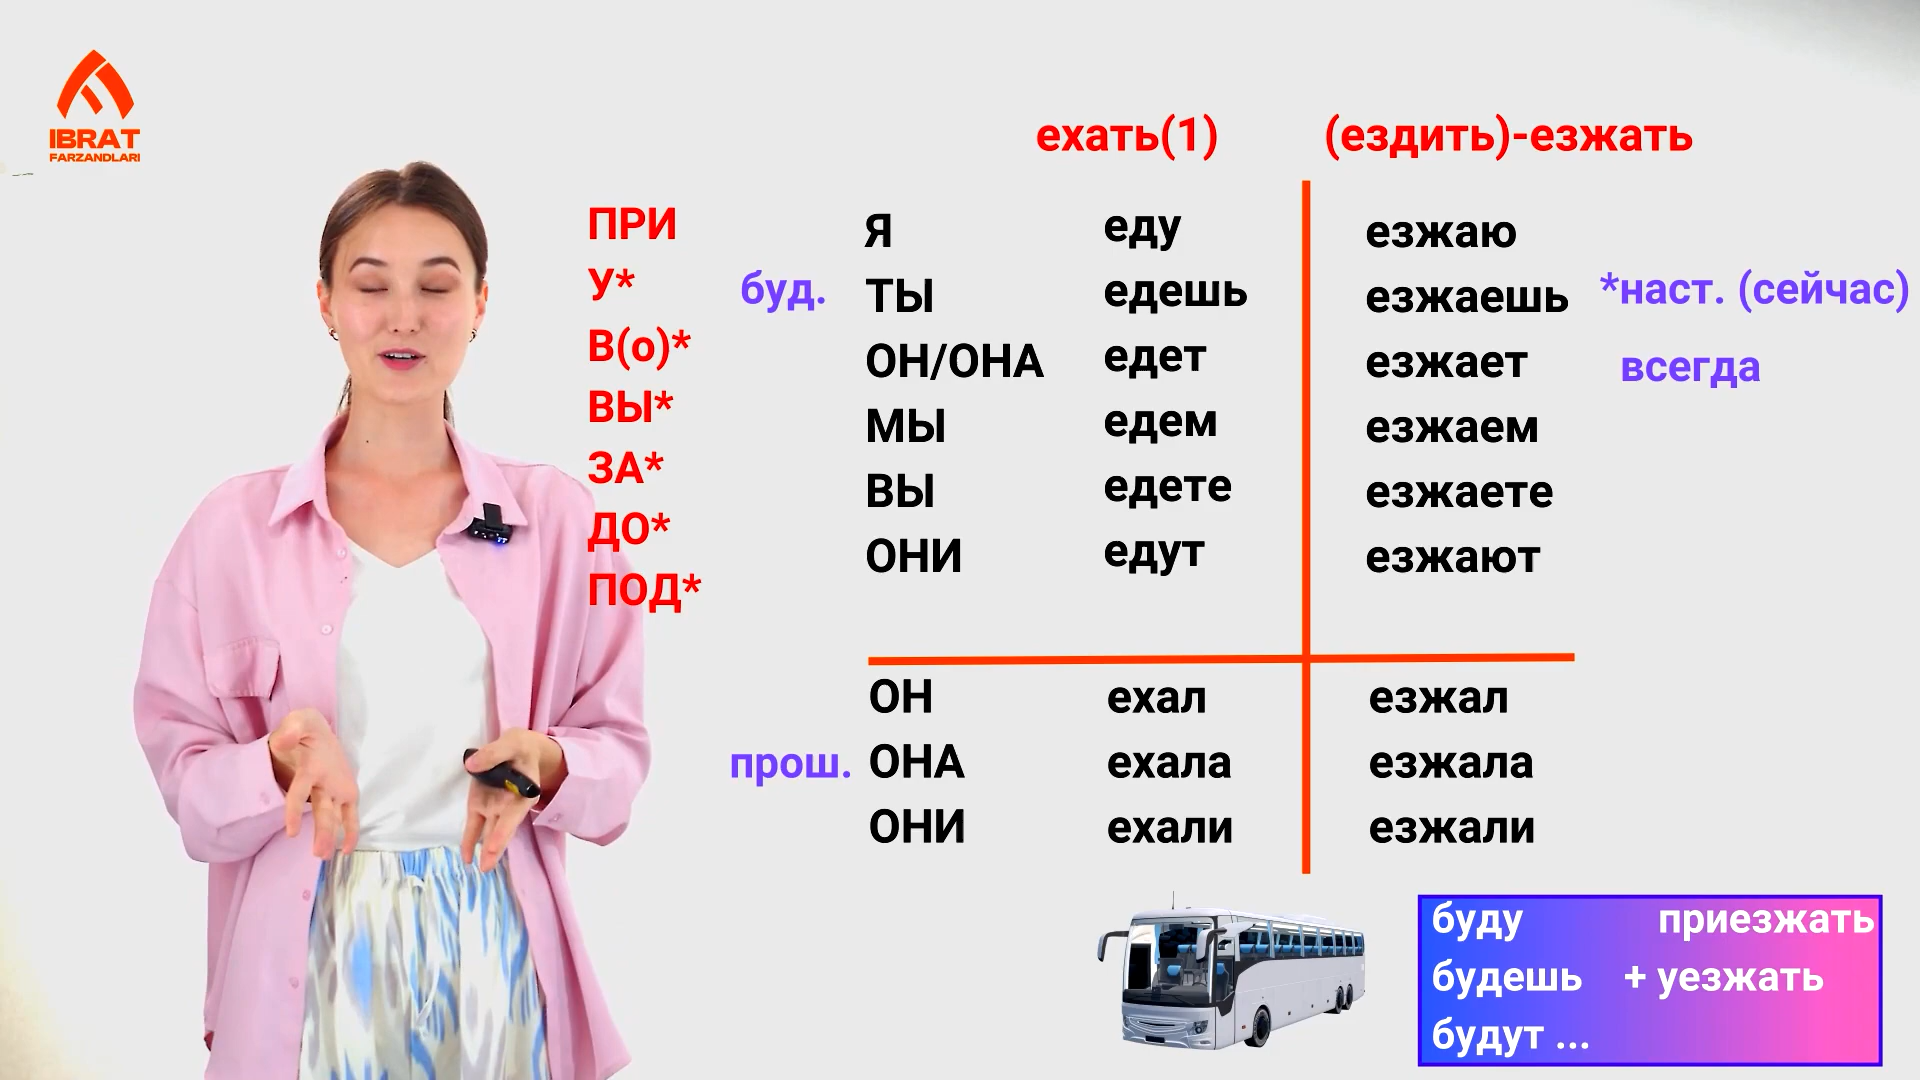 IBRAT
FARZANDLARI
ехать(1) (ездить)-езжать
ПРИ
У*
В(о)*
ВЫ*
ЗА*
ДО*
ПОД*
буд.
Я еду езжаю
ТЫ едешь езжаешь
ОН/ОНА едет езжает
МЫ едем езжаем
ВЫ едете езжаете
ОНИ едут езжают
*наст. (сейчас)
всегда
прош.
ОН ехал езжал
ОНА ехала езжала
ОНИ ехали езжали
буду приезжать
будешь + уезжать
будут ...